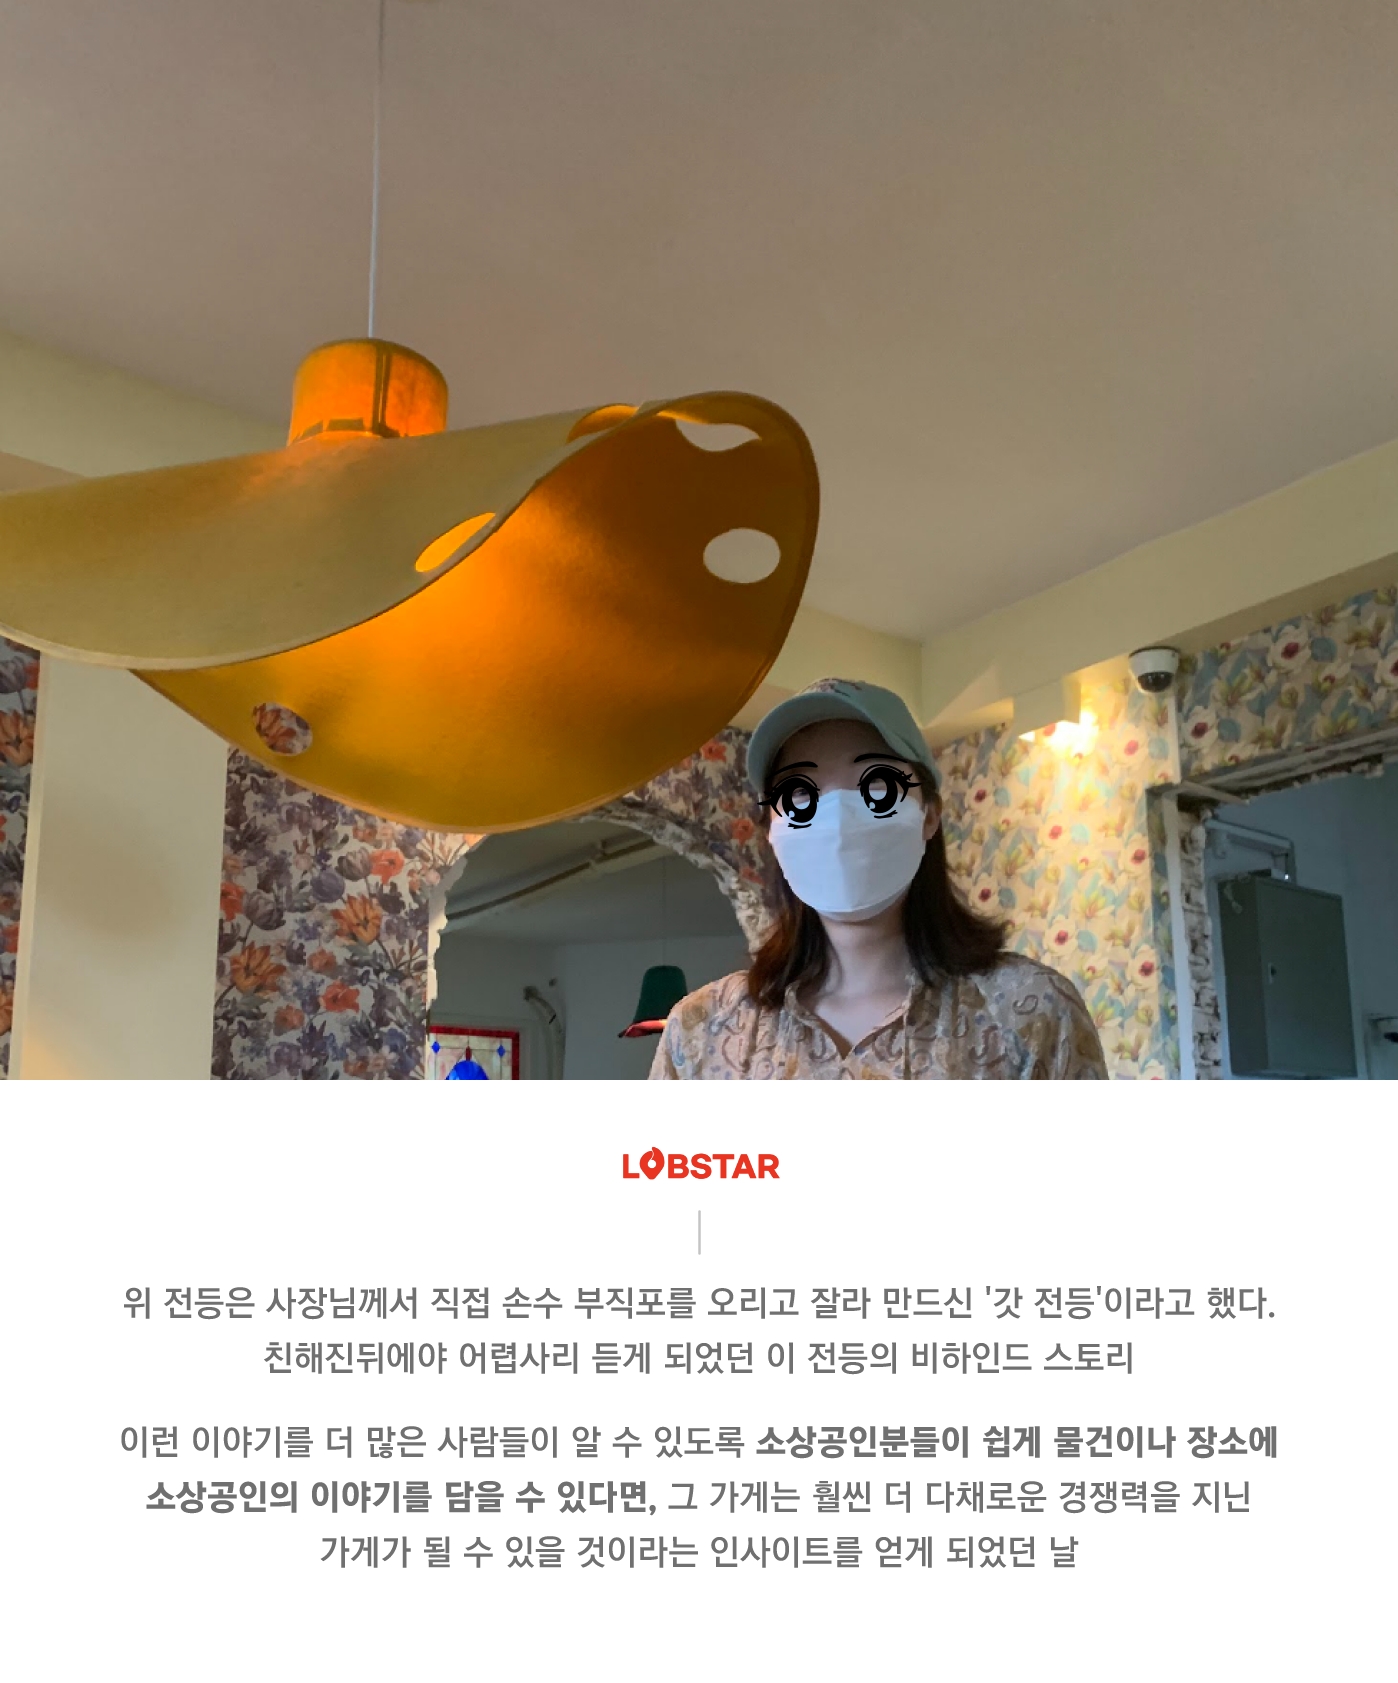 LOBSTAR
위 전등은 사장님께서 직접 손수 부직포를 오리고 잘라 만드신 '갓 전등'이라고 했다.
친해진뒤에야 어렵사리 듣게 되었던 이 전등의 비하인드 스토리
이런 이야기를 더 많은 사람들이 알 수 있도록 소상공인분들이 쉽게 물건이나 장소에
소상공인의 이야기를 담을 수 있다면, 그 가게는 훨씬 더 다채로운 경쟁력을 지닌
가게가 될 수 있을 것이라는 인사이트를 얻게 되었던 날